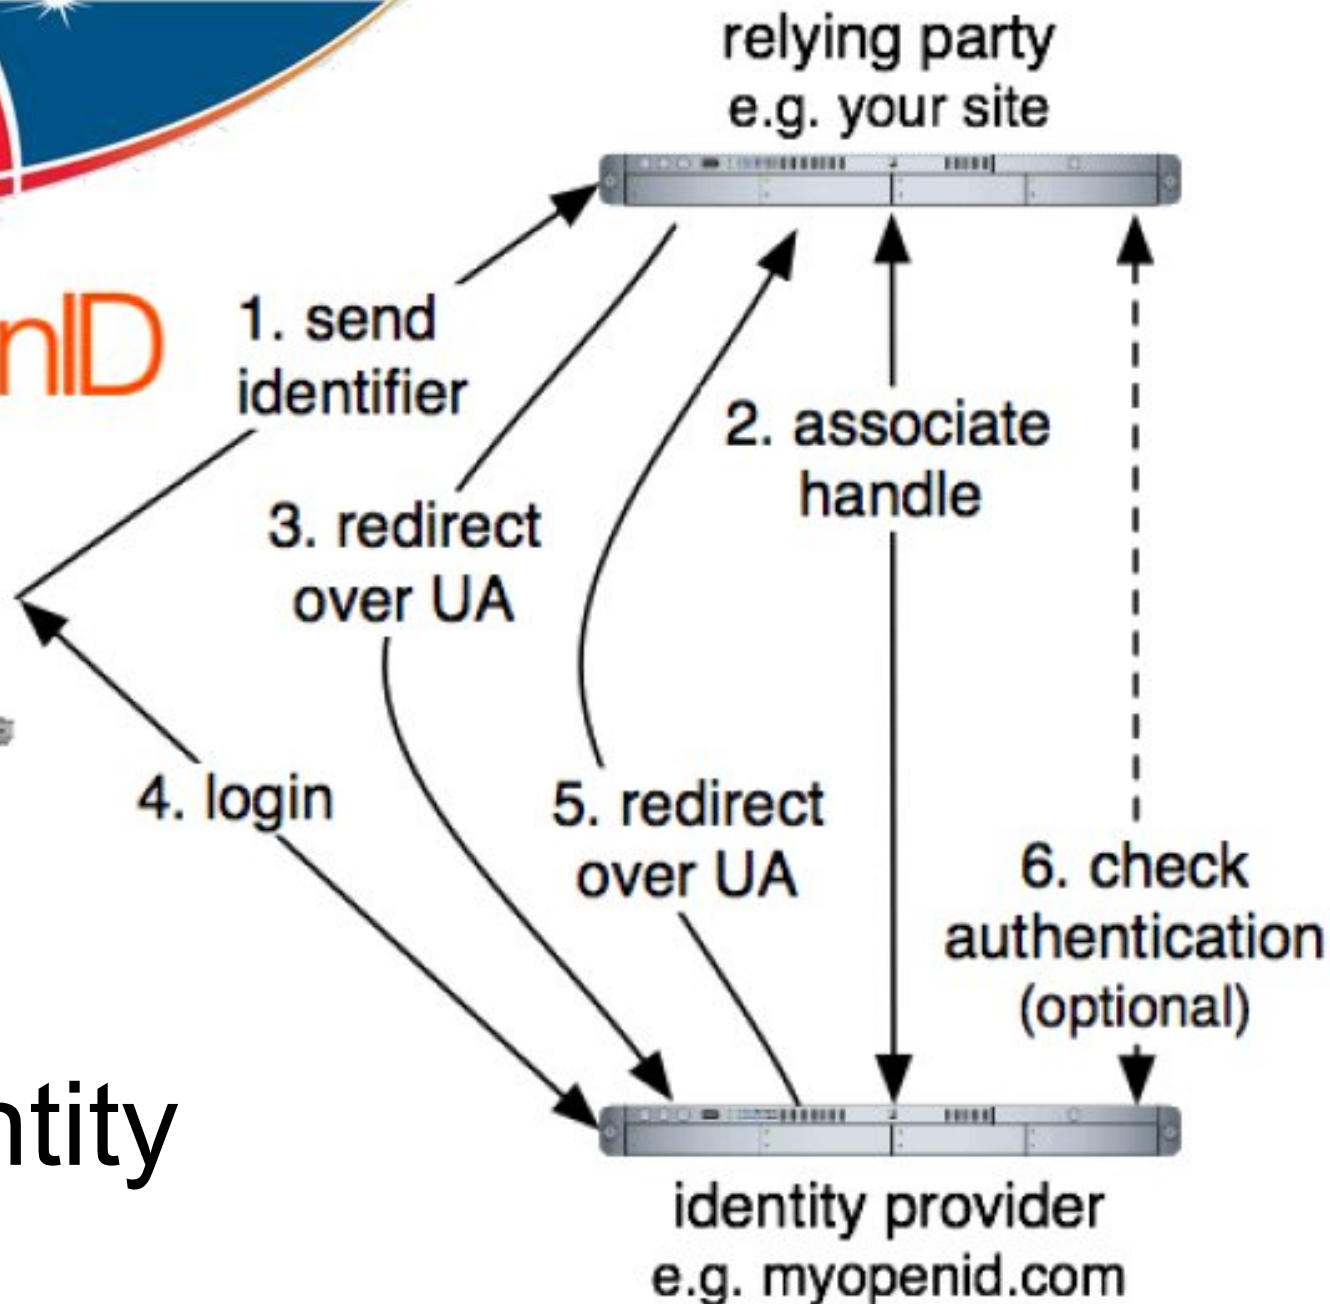 relying party
e.g. your site
nID
1. send
identifier
2. associate
handle
3. redirect
over UA
4. login
5. redirect
over UA
6. check
authentication
(optional)
ntity
identity provider
e.g. myopenid.com